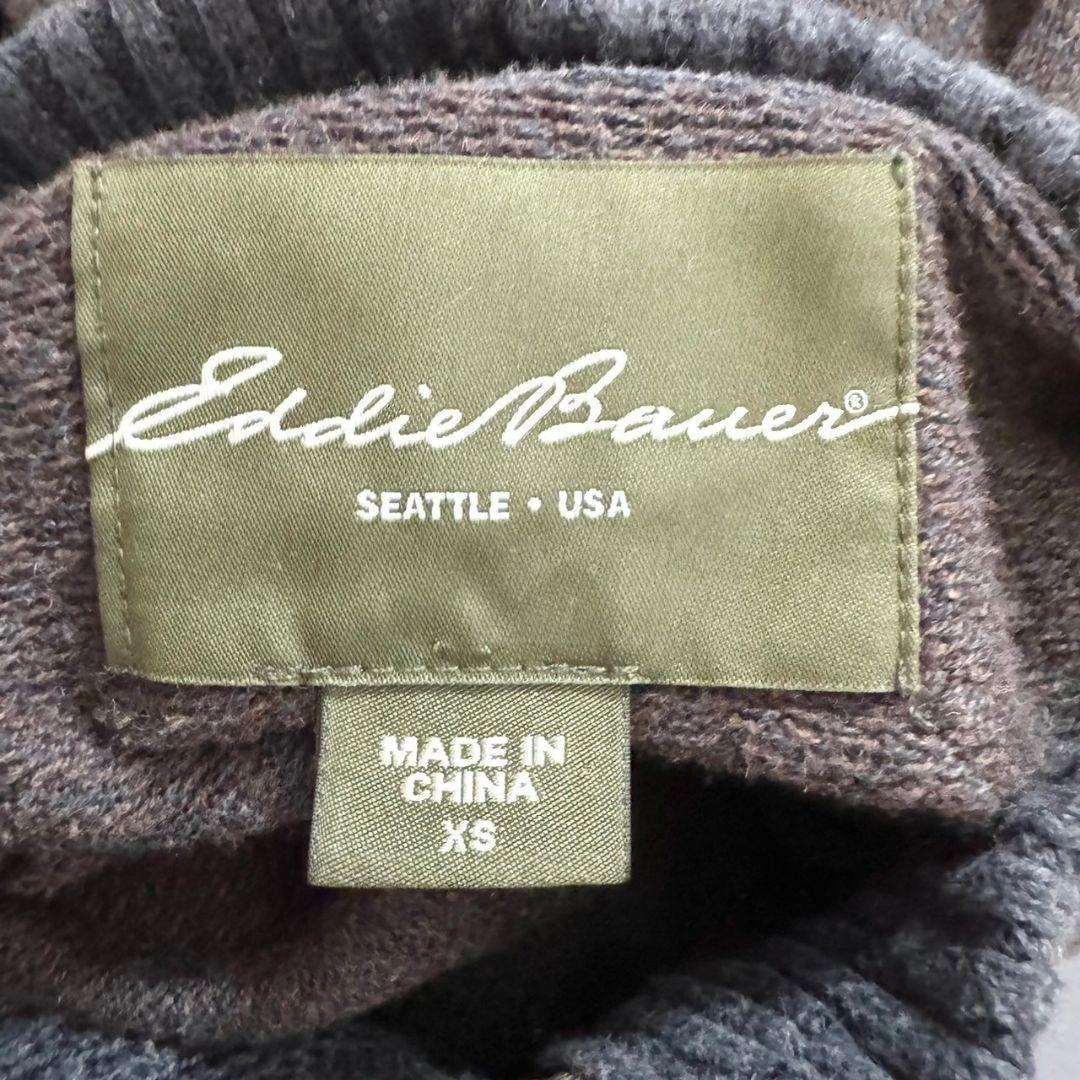 Eddie Bauer®
SEATTLE • USA
MADE IN
CHINA
XS